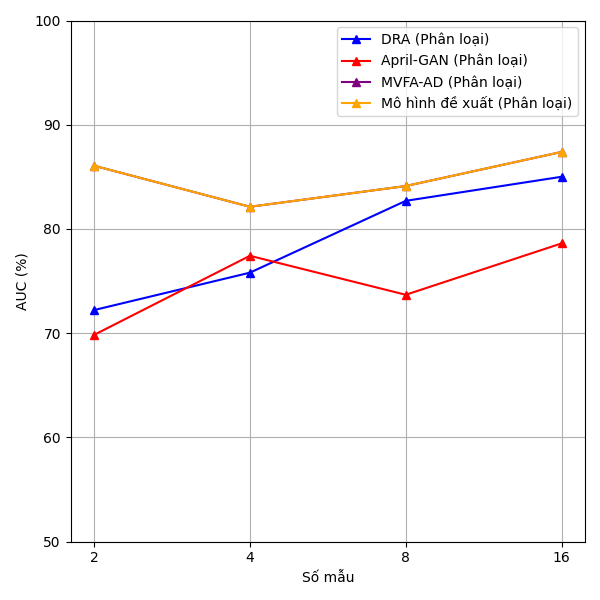 100
90
80
70
60
50
AUC (%)
DRA (Phân loại)
April-GAN (Phân loại)
MVFA-AD (Phân loại)
Mô hình đề xuất (Phân loại)
2
4
8
16
Số mẫu